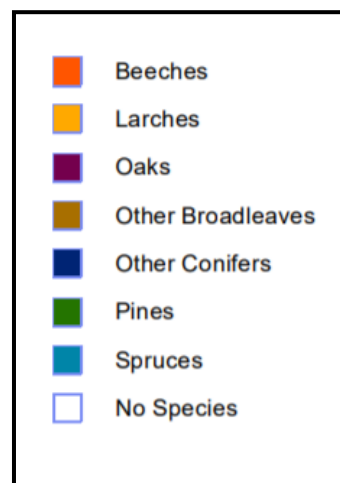 Beeches
Larches
Oaks
Other Broadleaves
Other Conifers
Pines
Spruces
No Species